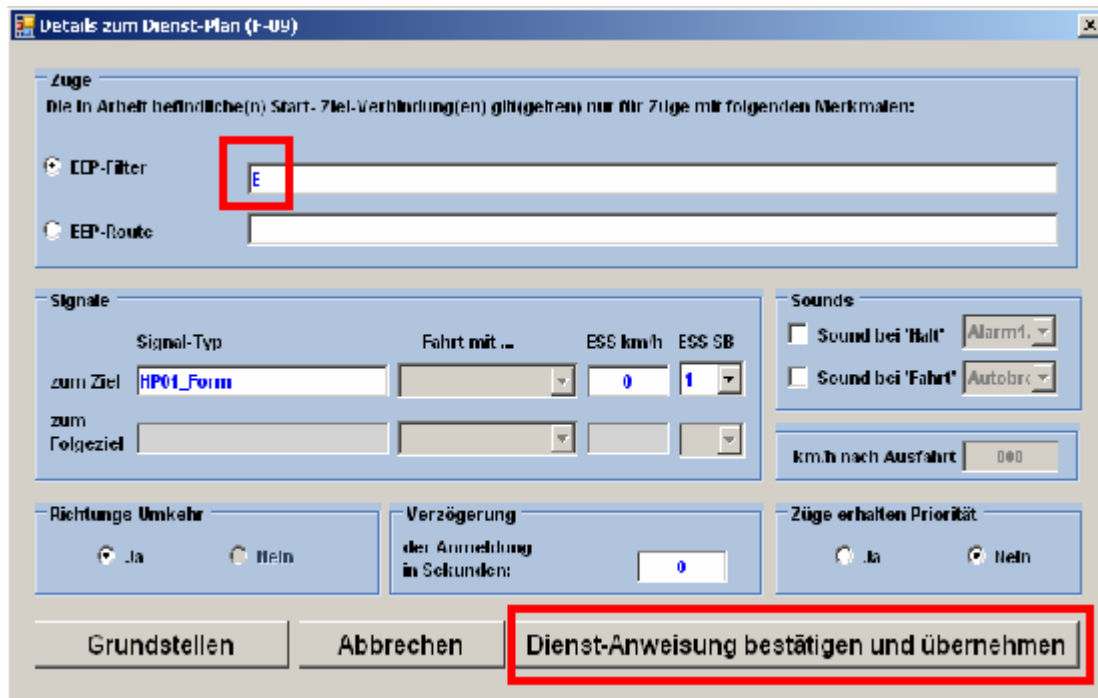 Details zum Dienst-Plan (F-09)
Züge
Die in Arbeit befindliche(n) Start- Ziel-Verbindung(en) gilt(gelten) nur für Züge mit folgenden Merkmalen:
EEP-Filter
E
EEP-Route
Signale
Signal-Typ Fahrt mit ... ESS km/h ESS SB
zum Ziel HP01_Form 0 1
zum
Folgeziel
Sounds
Sound bei 'Halt' Alarm1.
Sound bei 'Fahrt' Autobr
km/h nach Ausfahrt 000
Richtungs Umkehr
Ja Nein
Verzögerung
der Anmeldung
in Sekunden: 0
Züge erhalten Priorität
Ja Nein
Grundstellen Abbrechen Dienst-Anweisung bestätigen und übernehmen